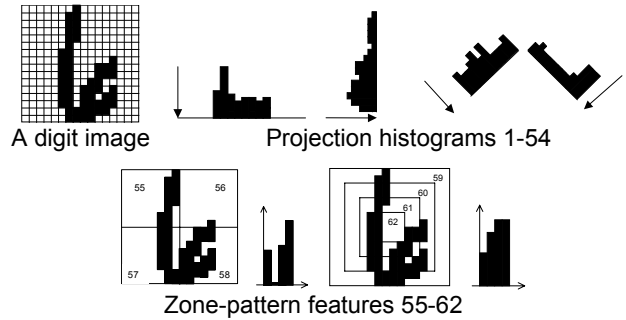 A digit image
Projection histograms 1-54
55
56
57
58
59
60
61
62
Zone-pattern features 55-62